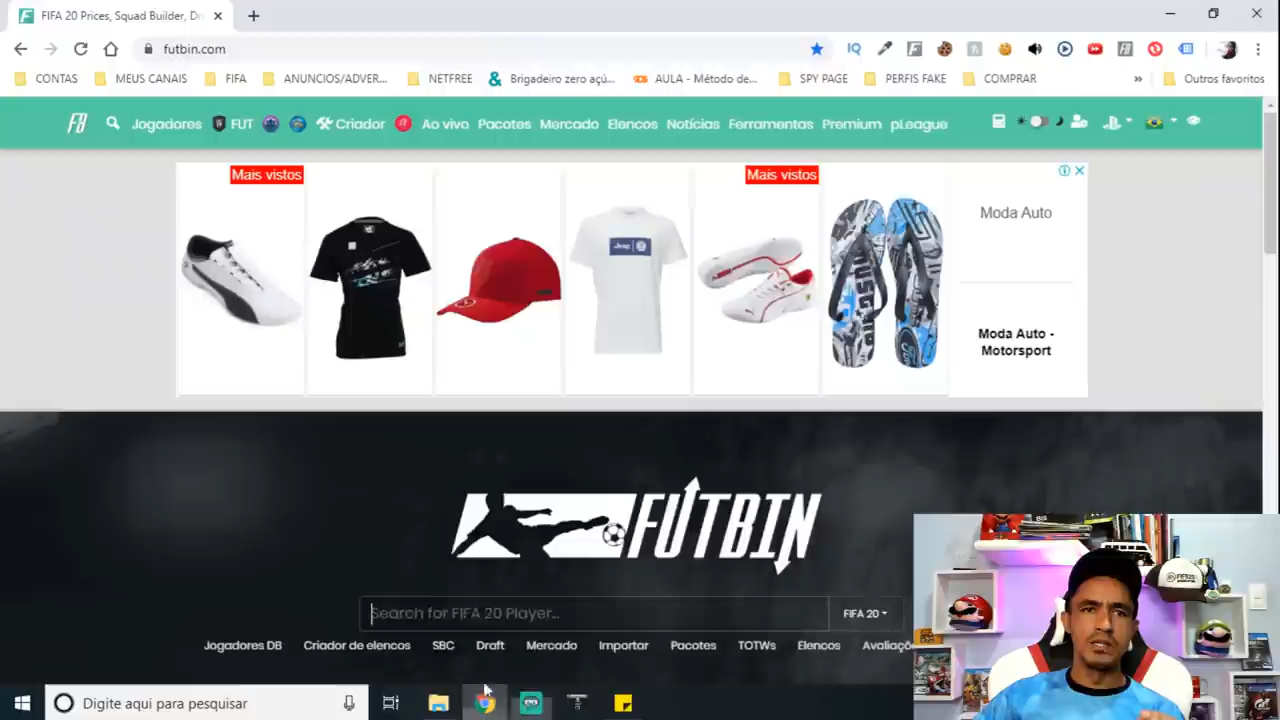 FIFA 20 Prices, Squad Builder, Dr
futbin.com
CONTAS
MEUS CANAIS
FIFA
ANUNCIOS/ADVER...
NETFREE
Brigadeiro zero açú...
AULA - Método de...
SPY PAGE
PERFIS FAKE
COMPRAR
»
Outros favoritos
Jogadores
FUT
Criador
Ao vivo
Pacotes
Mercado
Elencos
Notícias
Ferramentas
Premium
pLeague
Mais vistos
Mais vistos
Moda Auto
Moda Auto -
Motorsport
Jeep
Ford
FUTBIN
Search for FIFA 20 Player...
FIFA 20
Jogadores DB
Criador de elencos
SBC
Draft
Mercado
Importar
Pacotes
TOTWs
Elencos
Avaliaçõ
Digite aqui para pesquisar